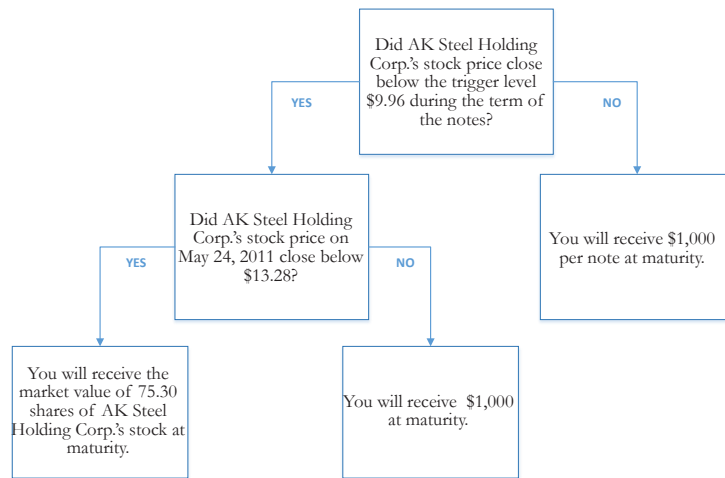 Did AK Steel Holding
Corp.'s stock price close
below the trigger level
$9.96 during the term of
the notes?
YES
NO
Did AK Steel Holding
Corp.'s stock price on
May 24, 2011 close below
$13.28?
You will receive $1,000
per note at maturity.
YES
NO
You will receive the
market value of 75.30
shares of AK Steel
Holding Corp.'s stock at
maturity.
You will receive $1,000
at maturity.